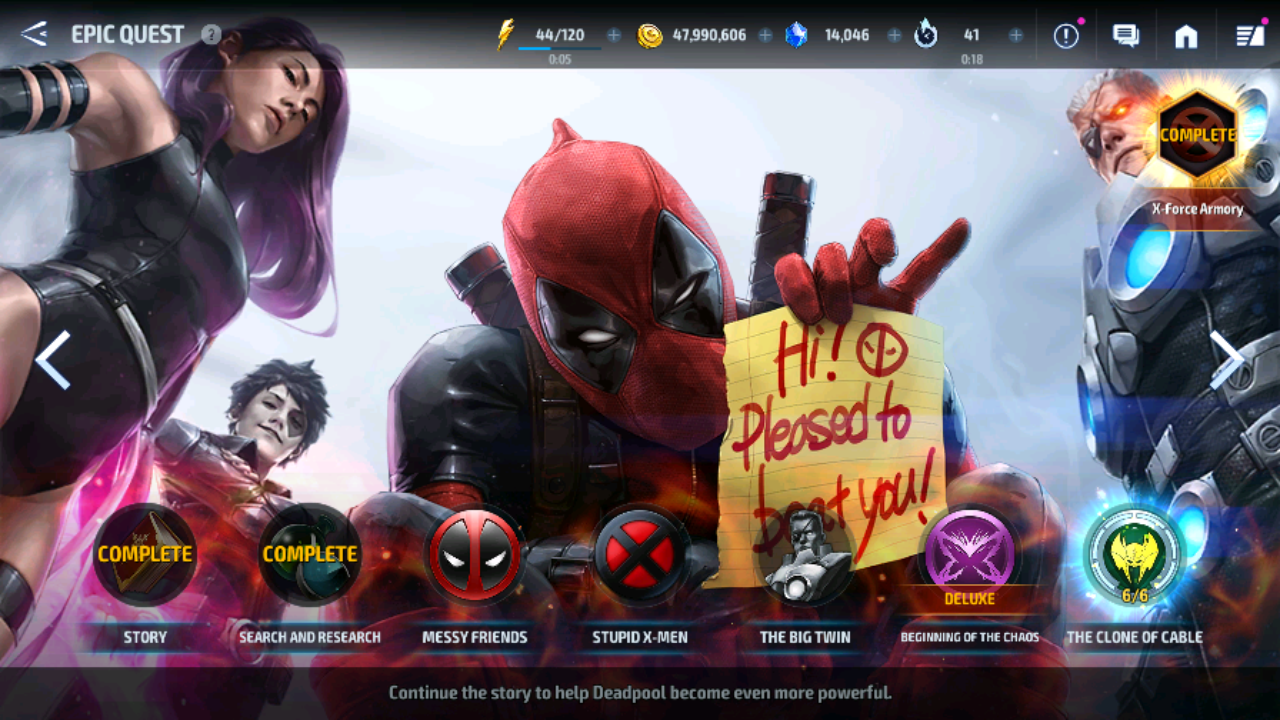 EPIC QUEST ?
44/120
47,990,606
14,046
41
0:05
0:18
COMPLETE
X-Force Armory
Hi!
Pleased to
beat you!
COMPLETE
COMPLETE
DELUXE
6/6
STORY
SEARCH AND RESEARCH
MESSY FRIENDS
STUPID X-MEN
THE BIG TWIN
BEGINNING OF THE CHAOS
THE CLONE OF CABLE
Continue the story to help Deadpool become even more powerful.